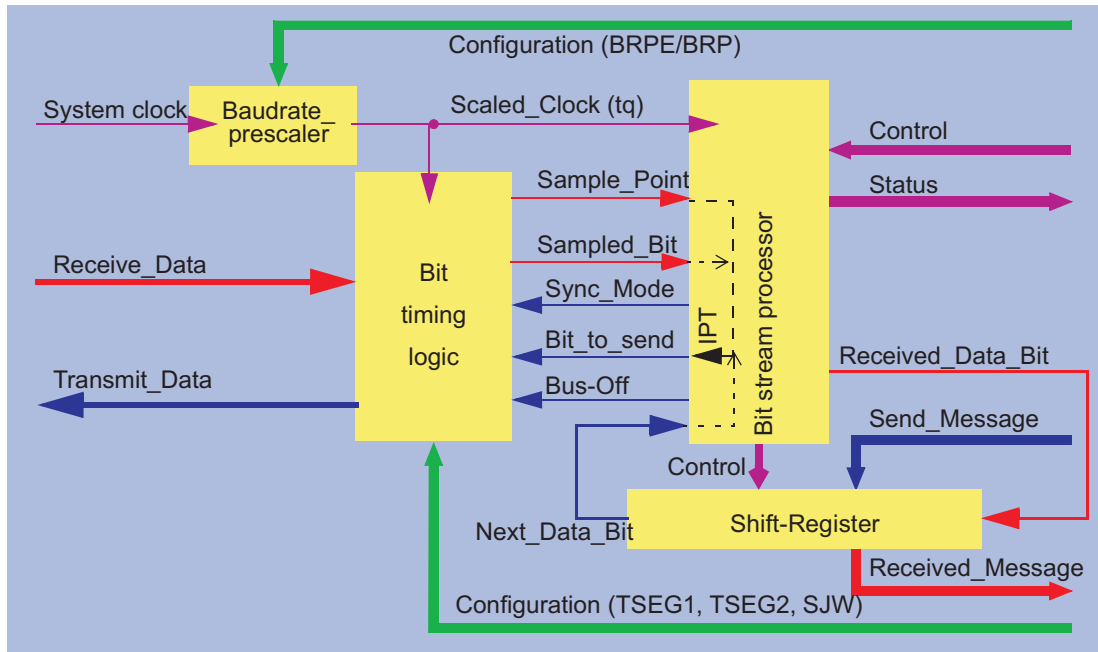 Configuration (BRPE/BRP)
System clock
Baudrate_
prescaler
Scaled_Clock (tq)
Control
Status
Sample_Point
Sampled_Bit
Receive_Data
Bit
timing
logic
Sync_Mode
Bit_to_send
Bus-Off
IPT
Bit stream processor
Transmit_Data
Received_Data_Bit
Send_Message
Control
Next_Data_Bit
Shift-Register
Received_Message
Configuration (TSEG1, TSEG2, SJW)